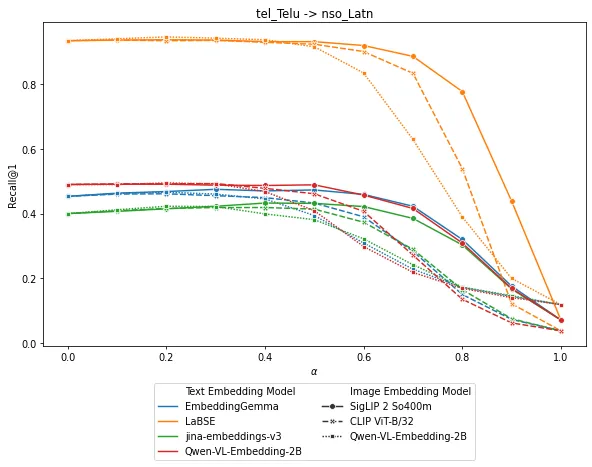 tel_Telu -> nso_Latn
Recall@1
0.8
0.6
0.4
0.2
0.0
0.0 0.2 0.4 0.6 0.8 1.0
α
Text Embedding Model
EmbeddingGemma
LaBSE
jina-embeddings-v3
Qwen-VL-Embedding-2B
Image Embedding Model
SigLIP 2 So400m
CLIP ViT-B/32
Qwen-VL-Embedding-2B